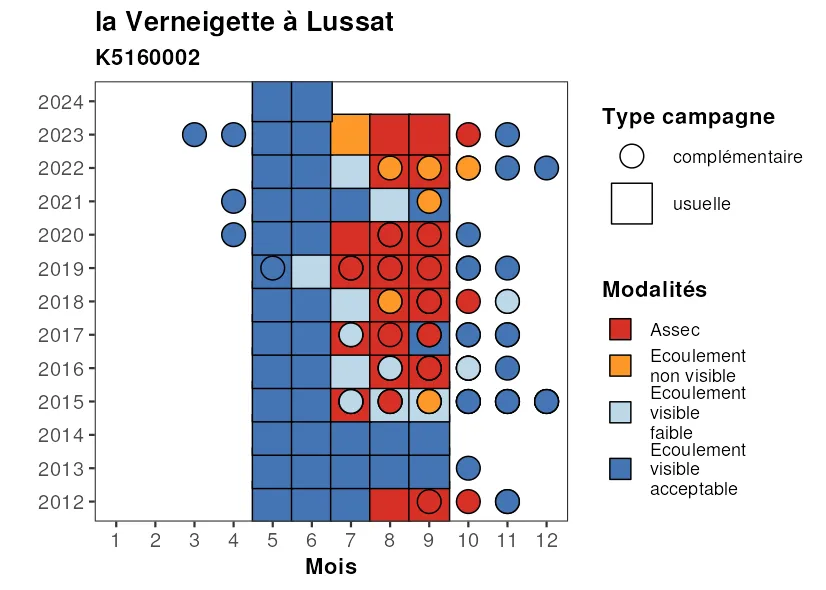 la Verneigette à Lussat
K5160002
2024
2023
2022
2021
2020
2019
2018
2017
2016
2015
2014
2013
2012
1 2 3 4 5 6 7 8 9 10 11 12
Mois
Type campagne
complémentaire
usuelle
Modalités
Assec
Ecoulement
non visible
Ecoulement
visible
faible
Ecoulement
visible
acceptable